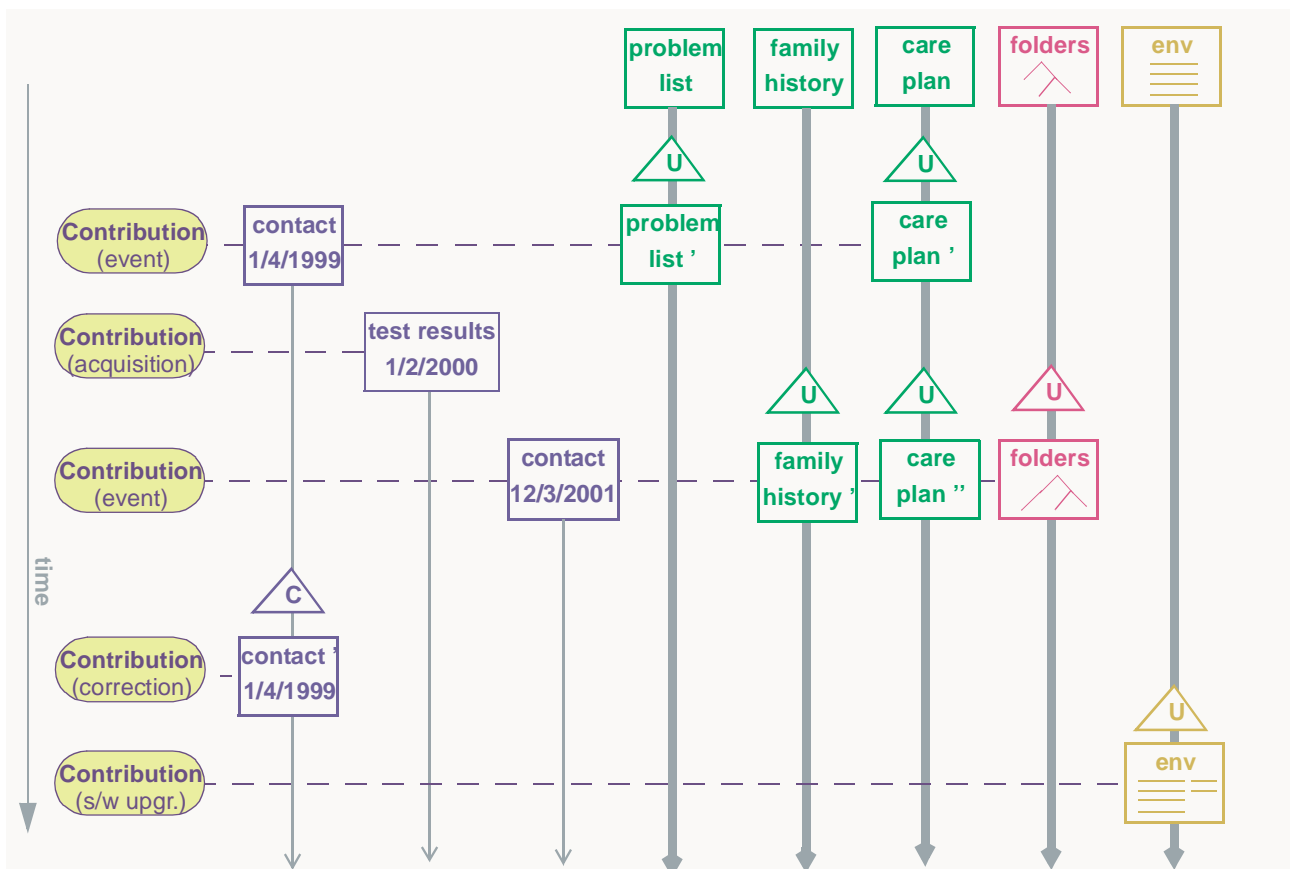 problem
list
family
history
care
plan
folders
env
U
U
Contribution
(event)
contact
1/4/1999
problem
list ’
care
plan ’
Contribution
(acquisition)
test results
1/2/2000
U
U
U
Contribution
(event)
contact
12/3/2001
family
history ’
care
plan ’’
folders
time
C
Contribution
(correction)
contact ’
1/4/1999
U
Contribution
(s/w upgr.)
env